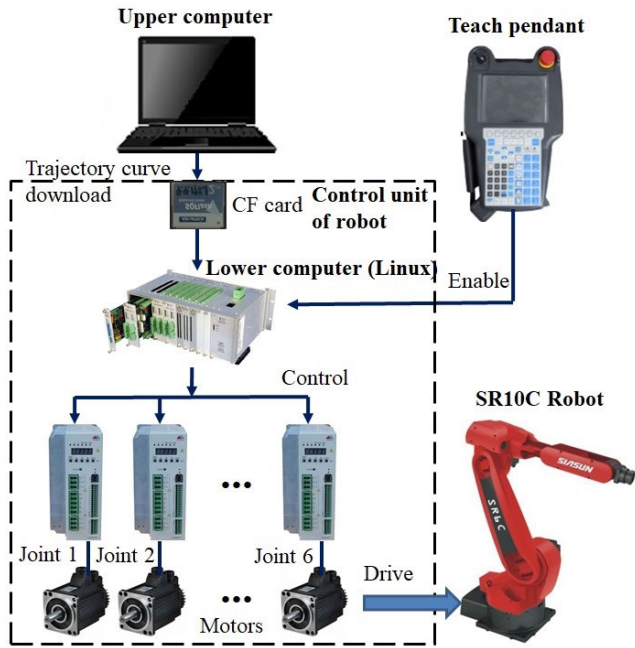 Upper computer
Teach pendant
Trajectory curve
download
CF card
Control unit
of robot
Lower computer (Linux)
Enable
Control
SR10C Robot
SIASUN
SR6C
Joint 1
Joint 2
Joint 6
Drive
Motors